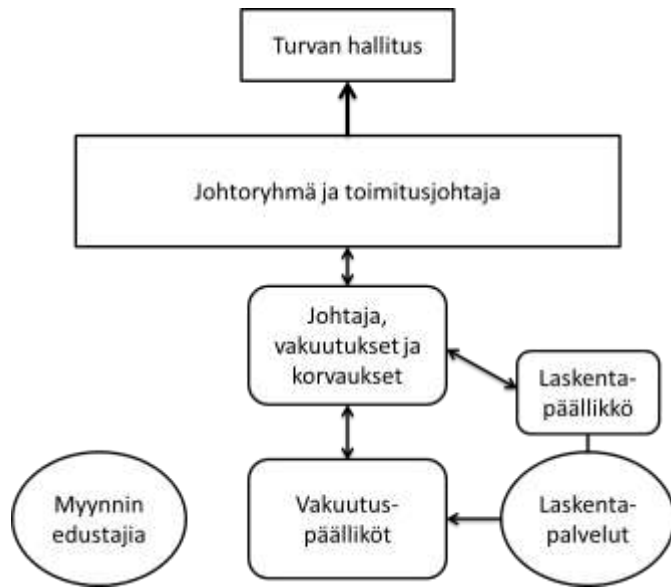 Turvan hallitus
Johtoryhmä ja toimitusjohtaja
Johtaja,
vakuutukset ja
korvaukset
Laskenta-
päällikkö
Myynnin
edustajia
Vakuutus-
päälliköt
Laskenta-
palvelut